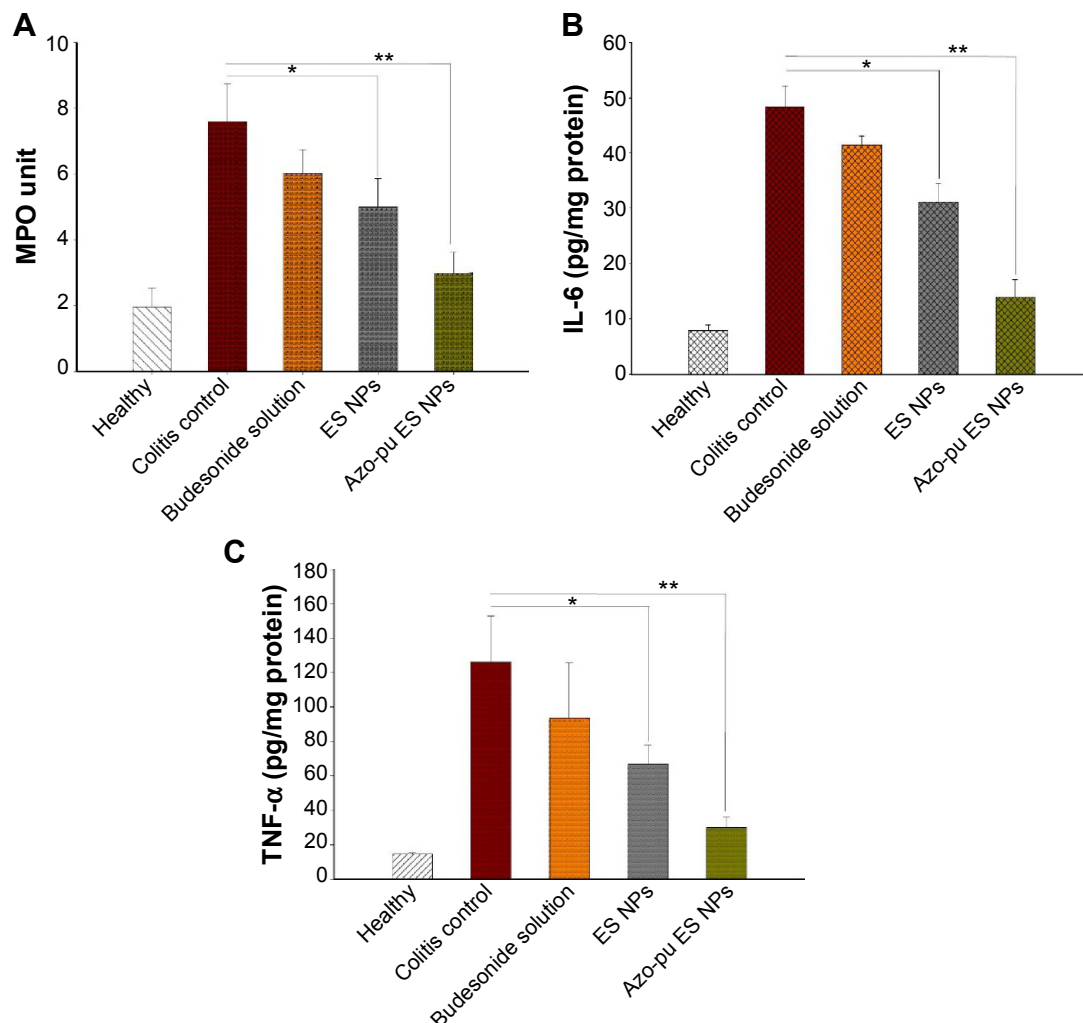 A
MPO unit
10
8
6
4
2
0
*
**
Healthy
Colitis control
Budesonide solution
ES NPs
Azo-pu ES NPs
B
IL-6 (pg/mg protein)
60
50
40
30
20
10
0
*
**
Healthy
Colitis control
Budesonide solution
ES NPs
Azo-pu ES NPs
C
TNF-α (pg/mg protein)
180
160
140
120
100
80
60
40
20
0
*
**
Healthy
Colitis control
Budesonide solution
ES NPs
Azo-pu ES NPs